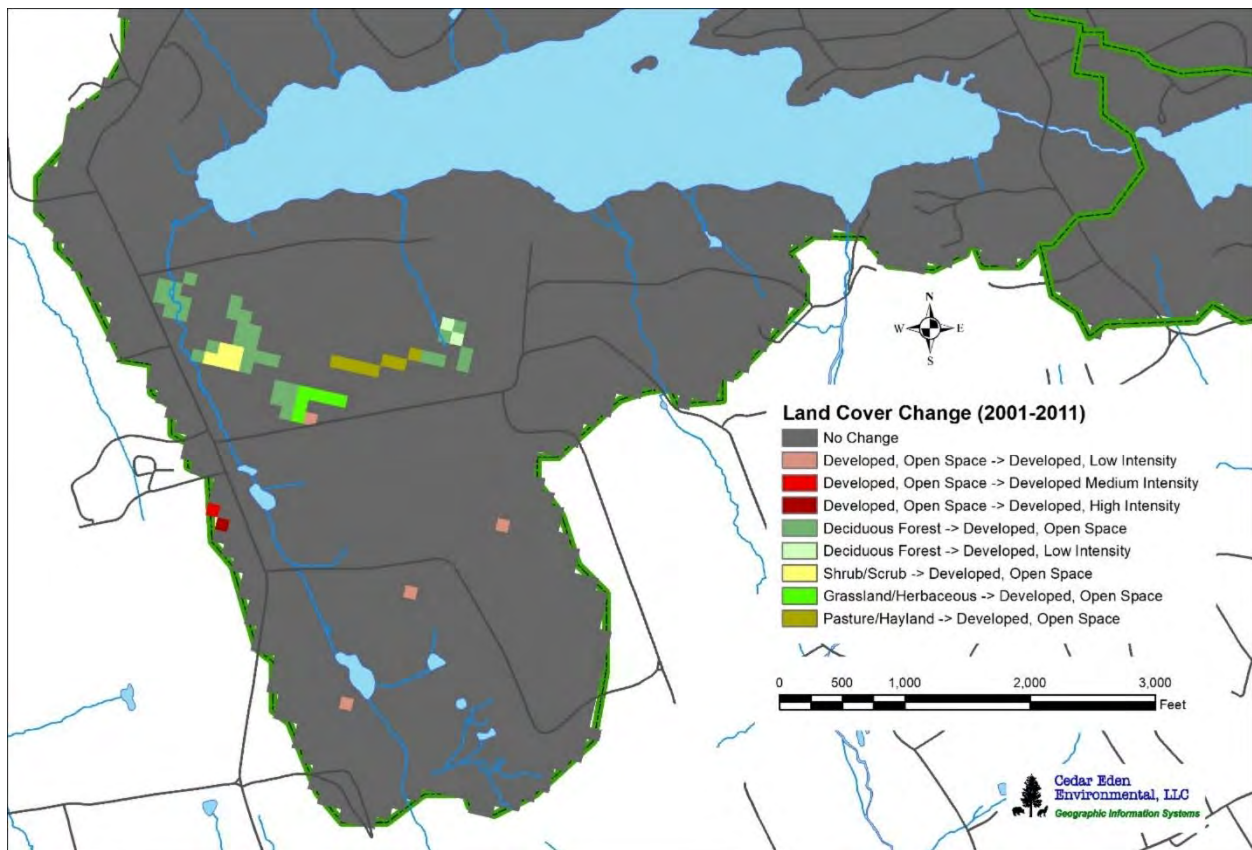 N
W E
S
Land Cover Change (2001-2011)
No Change
Developed, Open Space -> Developed, Low Intensity
Developed, Open Space -> Developed Medium Intensity
Developed, Open Space -> Developed, High Intensity
Deciduous Forest -> Developed, Open Space
Deciduous Forest -> Developed, Low Intensity
Shrub/Scrub -> Developed, Open Space
Grassland/Herbaceous -> Developed, Open Space
Pasture/Hayland -> Developed, Open Space
0 500 1,000 2,000 3,000
Feet
Cedar Eden
Environmental, LLC
Geographic Information Systems